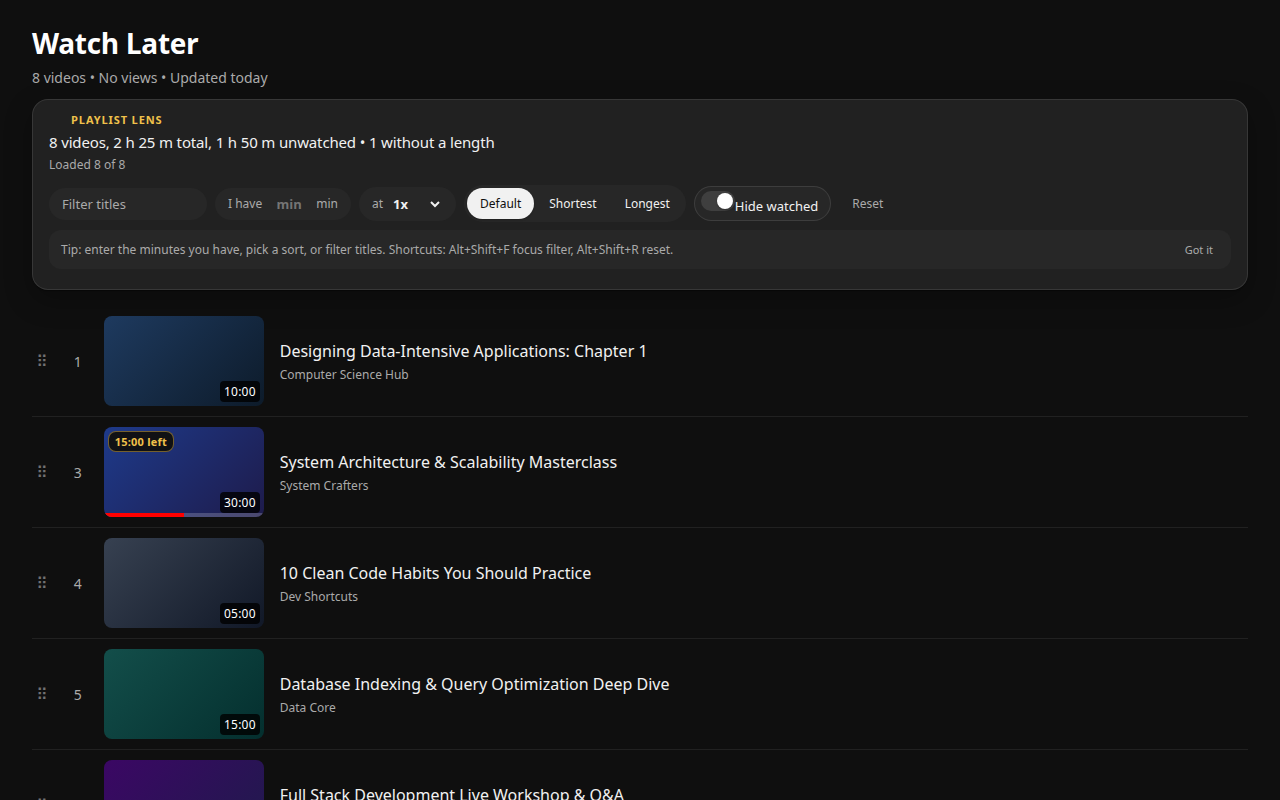 Watch Later
8 videos • No views • Updated today
PLAYLIST LENS
8 videos, 2 h 25 m total, 1 h 50 m unwatched • 1 without a length
Loaded 8 of 8
Filter titles I have min min at 1x Default Shortest Longest Hide watched Reset
Tip: enter the minutes you have, pick a sort, or filter titles. Shortcuts: Alt+Shift+F focus filter, Alt+Shift+R reset. Got it
1
10:00
Designing Data-Intensive Applications: Chapter 1
Computer Science Hub
3
15:00 left
30:00
System Architecture & Scalability Masterclass
System Crafters
4
05:00
10 Clean Code Habits You Should Practice
Dev Shortcuts
5
15:00
Database Indexing & Query Optimization Deep Dive
Data Core
Full Stack Development Live Workshop & Q&A